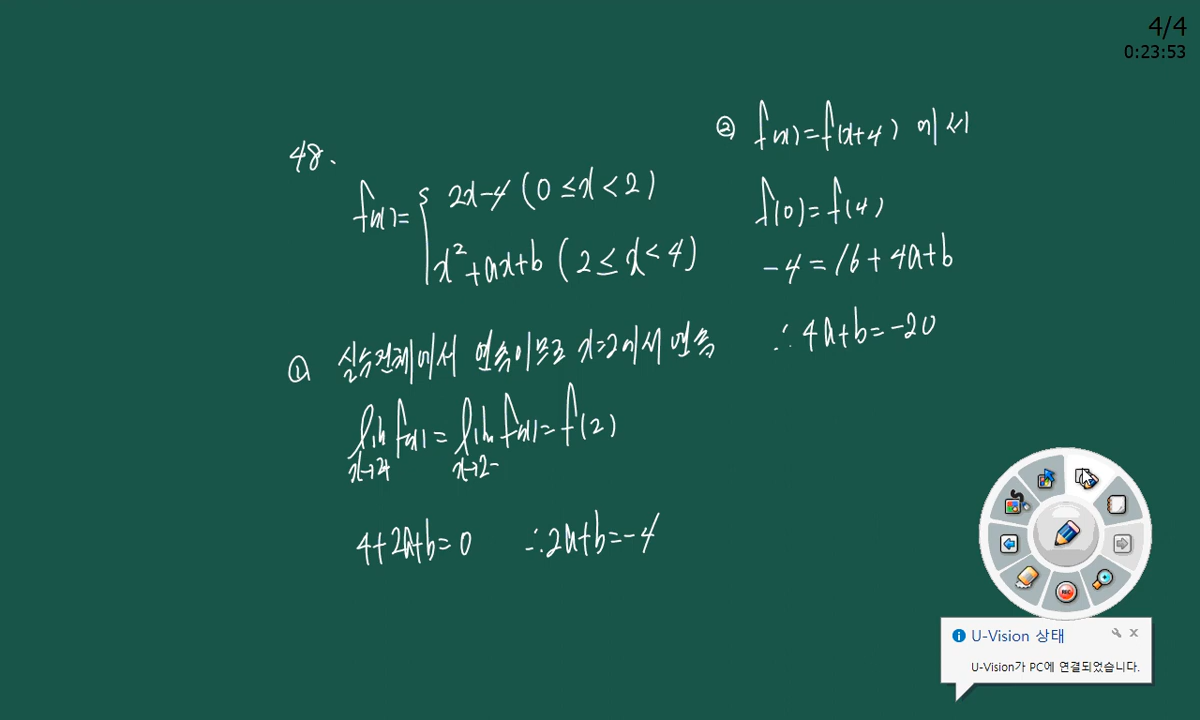 4/4
0:23:53
48.
f(x)= { 2x-4 (0≤x<2)
x²+ax+b (2≤x<4)
① 실수전체에서 연속이므로 x=2에서 연속
lim f(x) = lim f(x) = f(2)
x→2+ x→2-
4+2a+b=0 ∴2a+b=-4
② f(x)=f(x+4) 에서
f(0)=f(4)
-4=16+4a+b
∴4a+b=-20
U-Vision 상태
U-Vision가 PC에 연결되었습니다.
REC